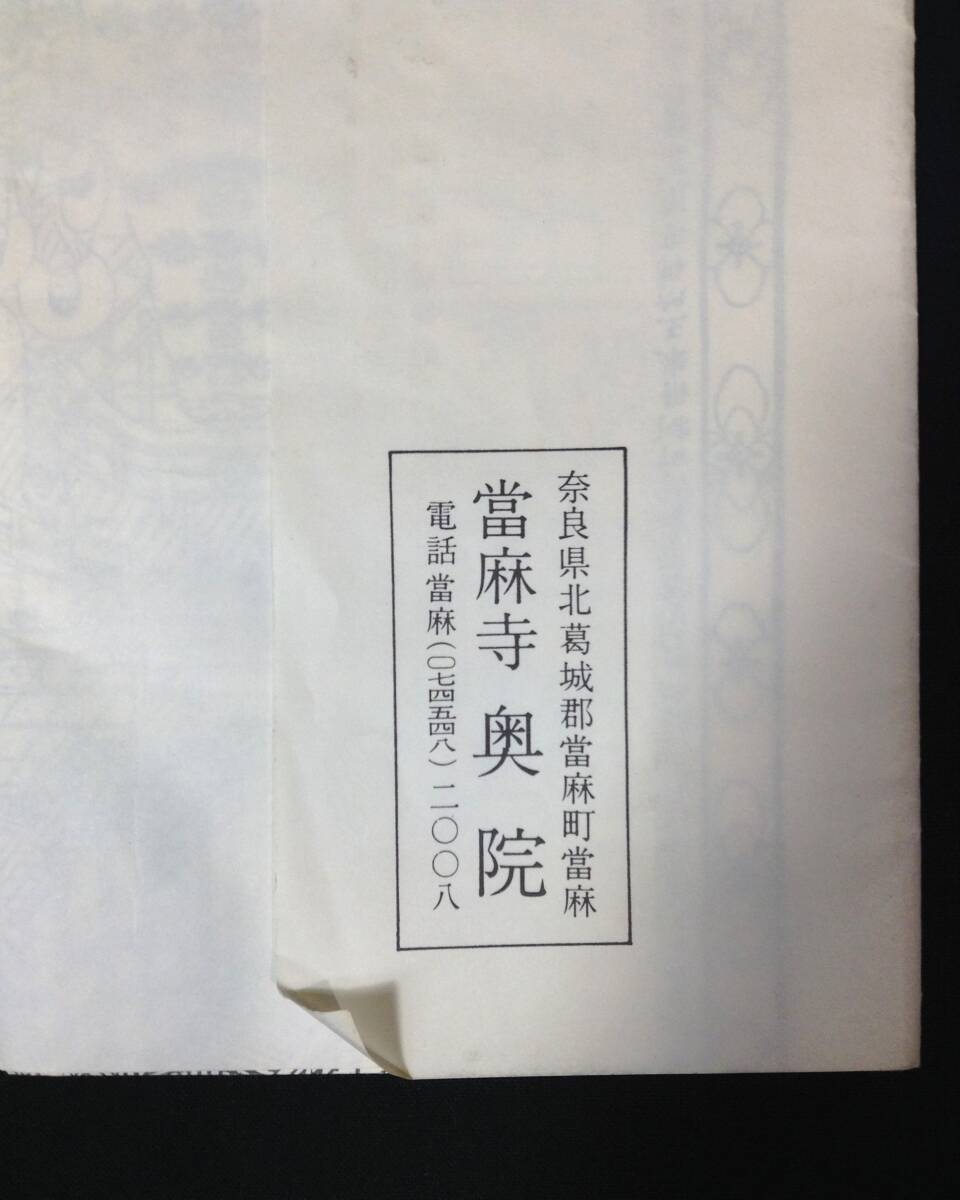 奈良県北葛城郡當麻町當麻
當麻寺 奥院
電話 當麻(〇七四五四八)二〇〇八